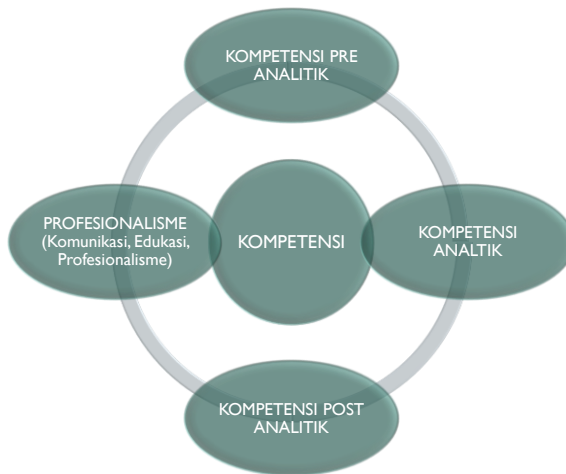 KOMPETENSI PRE
ANALITIK
PROFESIONALISME
(Komunikasi, Edukasi,
Profesionalisme)
KOMPETENSI
KOMPETENSI
ANALTIK
KOMPETENSI POST
ANALITIK